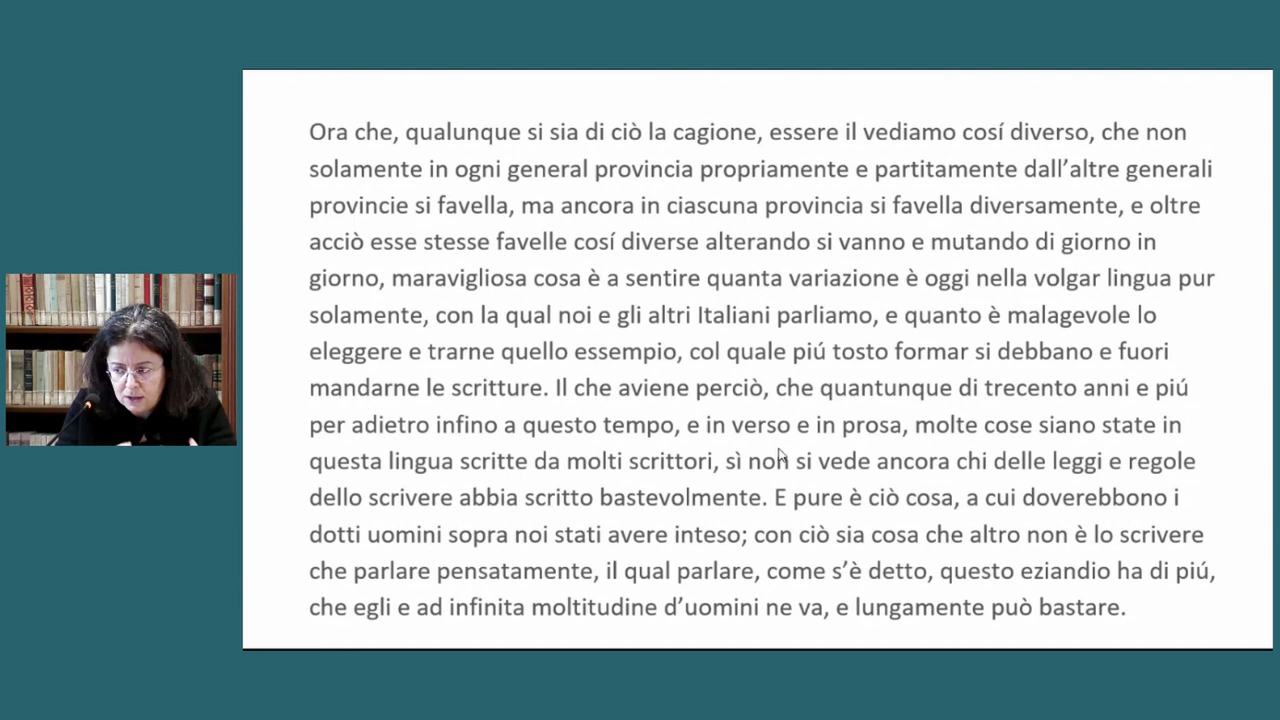 Ora che, qualunque si sia di ciò la cagione, essere il vediamo cosí diverso, che non
solamente in ogni general provincia propriamente e partitamente dall’altre generali
provincie si favella, ma ancora in ciascuna provincia si favella diversamente, e oltre
acciò esse stesse favelle cosí diverse alterando si vanno e mutando di giorno in
giorno, maravigliosa cosa è a sentire quanta variazione è oggi nella volgar lingua pur
solamente, con la qual noi e gli altri Italiani parliamo, e quanto è malagevole lo
eleggere e trarne quello essempio, col quale piú tosto formar si debbano e fuori
mandarne le scritture. Il che aviene perciò, che quantunque di trecento anni e piú
per adietro infino a questo tempo, e in verso e in prosa, molte cose siano state in
questa lingua scritte da molti scrittori, sì non si vede ancora chi delle leggi e regole
dello scrivere abbia scritto bastevolmente. E pure è ciò cosa, a cui doverebbono i
dotti uomini sopra noi stati avere inteso; con ciò sia cosa che altro non è lo scrivere
che parlare pensatamente, il qual parlare, come s’è detto, questo eziandio ha di piú,
che egli e ad infinita moltitudine d’uomini ne va, e lungamente può bastare.